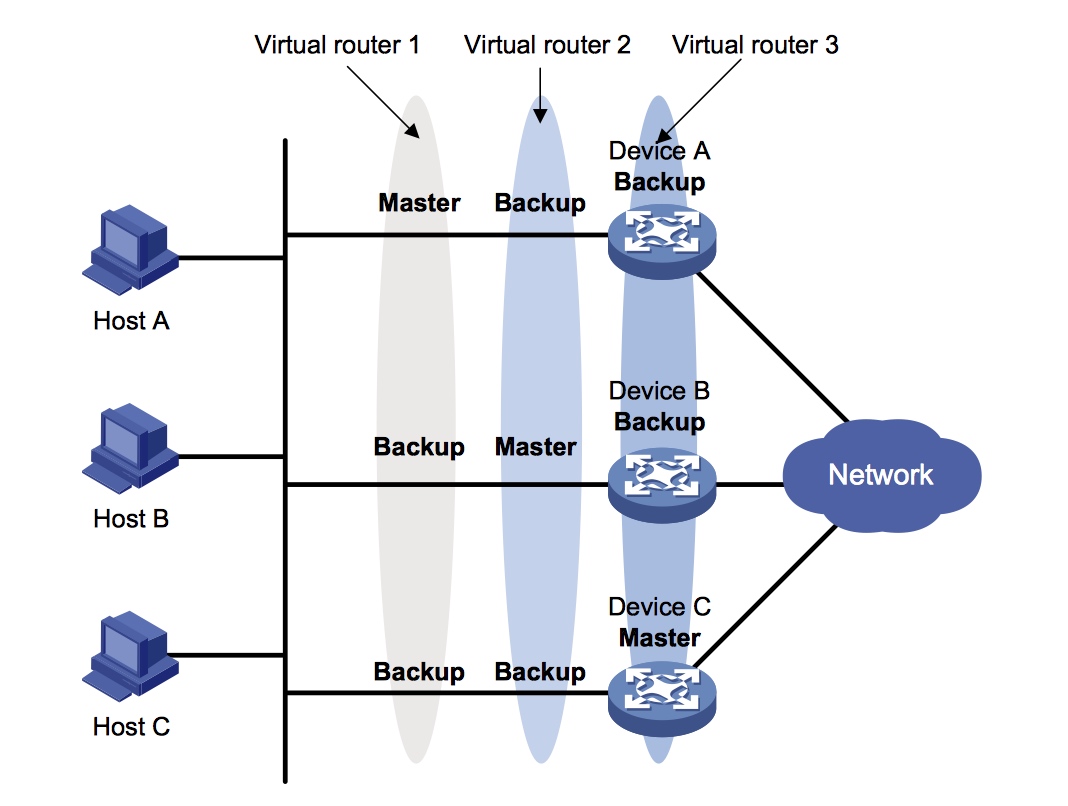 Virtual router 1
Virtual router 2
Virtual router 3
Device A
Backup
Master
Backup
Host A
Device B
Backup
Backup
Master
Network
Host B
Device C
Master
Backup
Backup
Host C